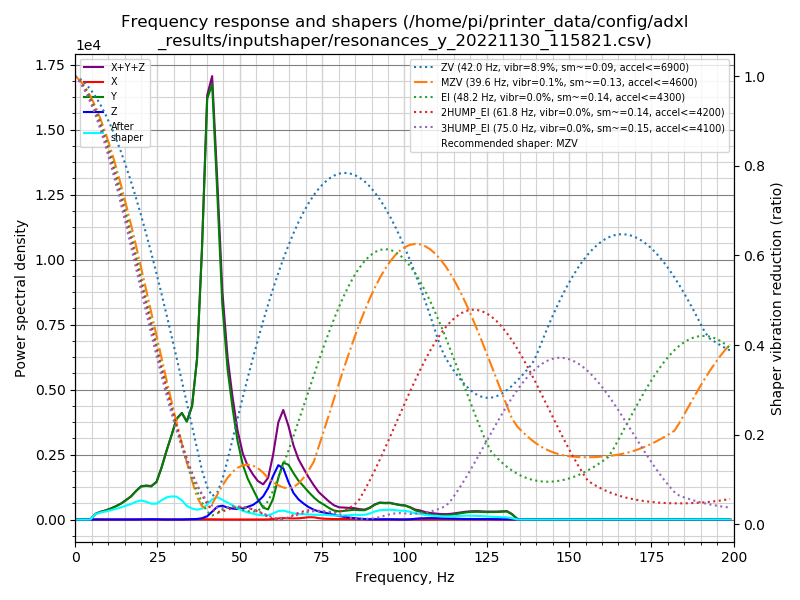 Frequency response and shapers (/home/pi/printer_data/config/adxl
_results/inputshaper/resonances_y_20221130_115821.csv)
1e4
X+Y+Z
X
Y
Z
After
shaper
ZV (42.0 Hz, vibr=8.9%, sm~=0.09, accel<=6900)
MZV (39.6 Hz, vibr=0.1%, sm~=0.13, accel<=4600)
EI (48.2 Hz, vibr=0.0%, sm~=0.14, accel<=4300)
2HUMP_EI (61.8 Hz, vibr=0.0%, sm~=0.14, accel<=4200)
3HUMP_EI (75.0 Hz, vibr=0.0%, sm~=0.15, accel<=4100)
Recommended shaper: MZV
Power spectral density
1.75
1.50
1.25
1.00
0.75
0.50
0.25
0.00
1.0
0.8
0.6
0.4
0.2
0.0
Shaper vibration reduction (ratio)
0 25 50 75 100 125 150 175 200
Frequency, Hz